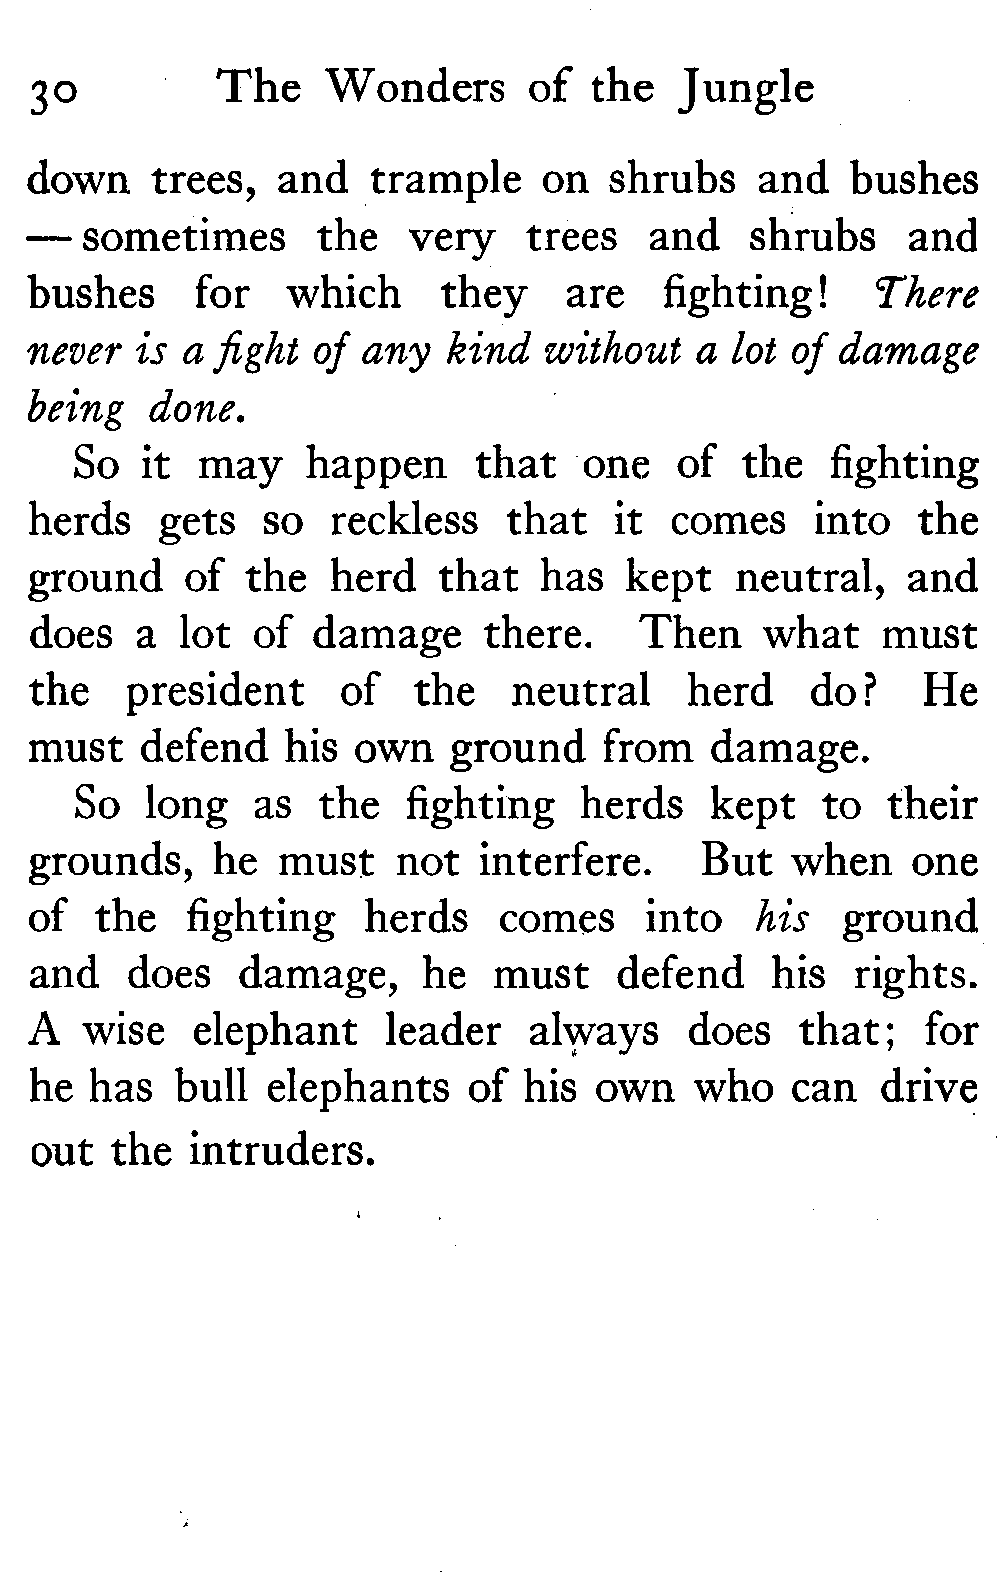 30 The Wonders of the Jungle
down trees, and trample on shrubs and bushes
— sometimes the very trees and shrubs and
bushes for which they are fighting! There
never is a fight of any kind without a lot of damage
being done.
So it may happen that one of the fighting
herds gets so reckless that it comes into the
ground of the herd that has kept neutral, and
does a lot of damage there. Then what must
the president of the neutral herd do? He
must defend his own ground from damage.
So long as the fighting herds kept to their
grounds, he must not interfere. But when one
of the fighting herds comes into his ground
and does damage, he must defend his rights.
A wise elephant leader always does that; for
he has bull elephants of his own who can drive
out the intruders.